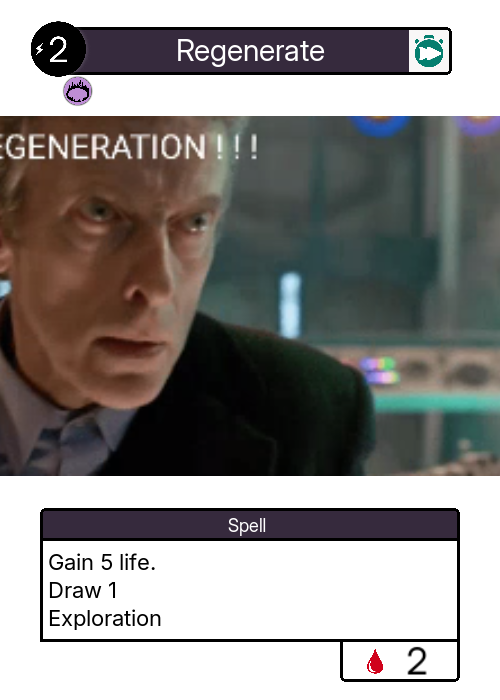 2
Regenerate
EGENERATION ! ! !
Spell
Gain 5 life.
Draw 1
Exploration
2